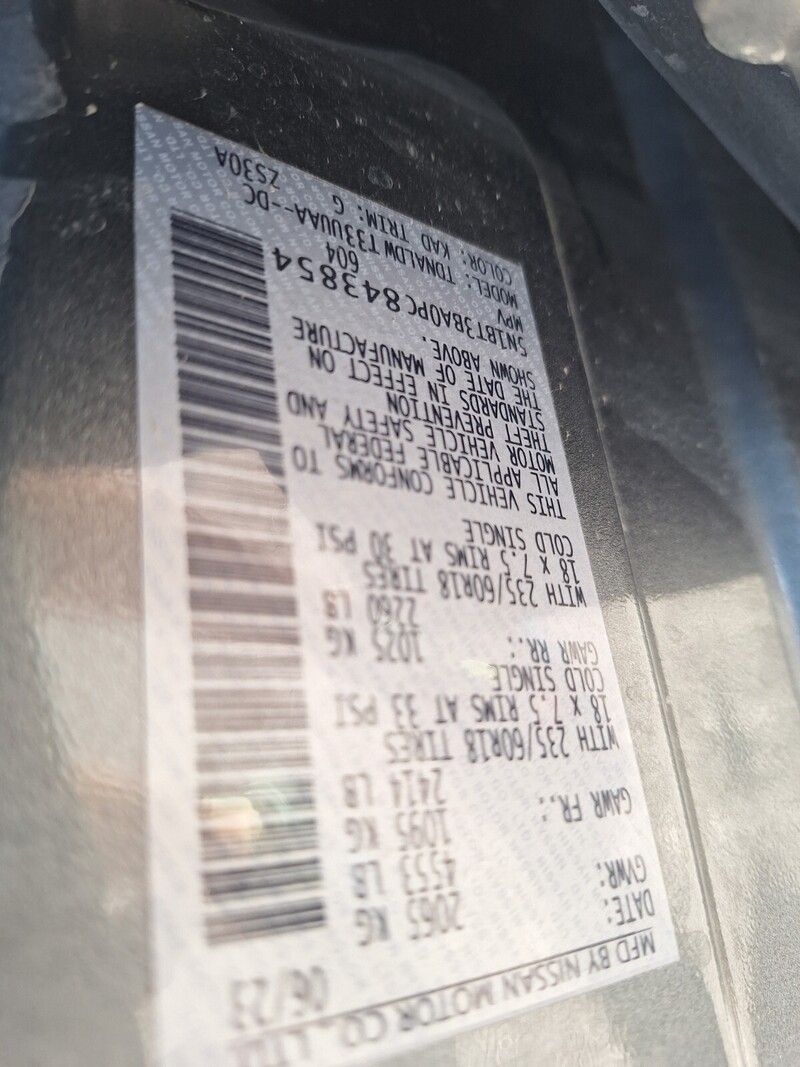 MFD BY NISSAN MOTOR CO., LTD.
DATE: 06/23
GVWR: 2065 KG
4553 LB
GAWR FR.: 1095 KG
2414 LB
WITH 235/60R18 TIRES
18 x 7.5 RIMS AT 33 PSI
COLD SINGLE
GAWR RR.: 1025 KG
2260 LB
WITH 235/60R18 TIRES
18 x 7.5 RIMS AT 30 PSI
COLD SINGLE
THIS VEHICLE CONFORMS TO
ALL APPLICABLE FEDERAL
MOTOR VEHICLE SAFETY AND
THEFT PREVENTION
STANDARDS IN EFFECT ON
THE DATE OF MANUFACTURE
SHOWN ABOVE.
5N1BT3BA0PC843854
MPV 604
MODEL: TDNALDW T33UUAA--DC
COLOR: KAD TRIM: G ZS30A